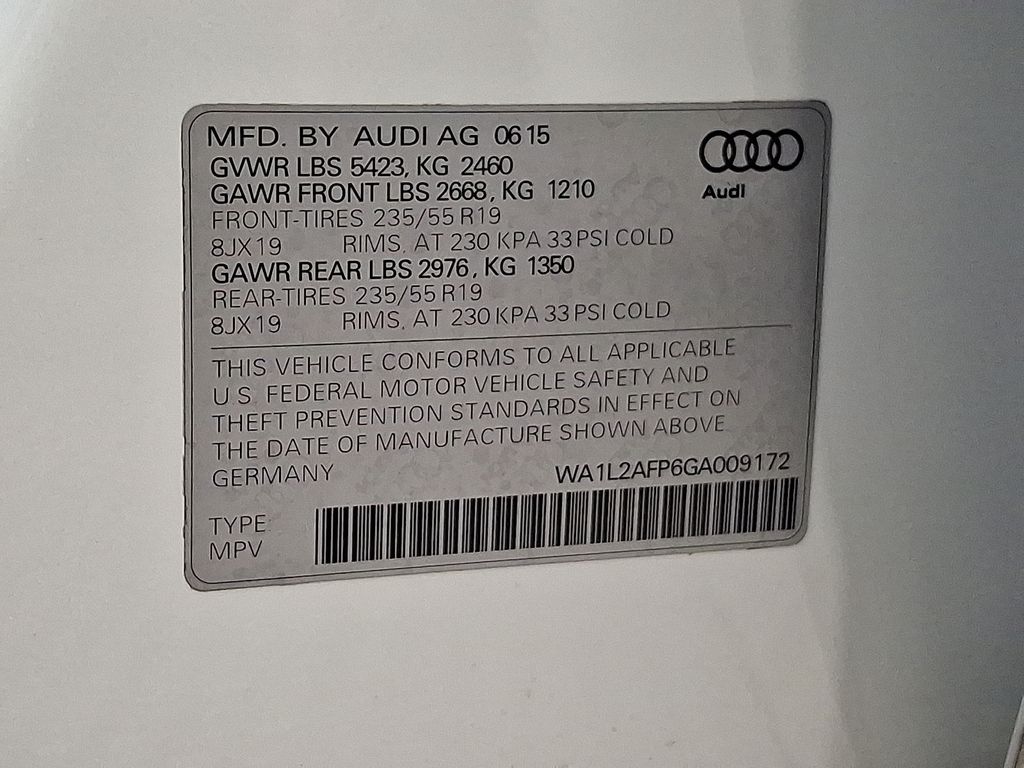 MFD. BY AUDI AG 06 15
GVWR LBS 5423, KG 2460
GAWR FRONT LBS 2668, KG 1210
FRONT-TIRES 235/55 R19
8JX19 RIMS, AT 230 KPA 33 PSI COLD
GAWR REAR LBS 2976, KG 1350
REAR-TIRES 235/55 R19
8JX19 RIMS, AT 230 KPA 33 PSI COLD
Audi
THIS VEHICLE CONFORMS TO ALL APPLICABLE
U.S. FEDERAL MOTOR VEHICLE SAFETY AND
THEFT PREVENTION STANDARDS IN EFFECT ON
THE DATE OF MANUFACTURE SHOWN ABOVE
GERMANY WA1L2AFP6GA009172
TYPE:
MPV